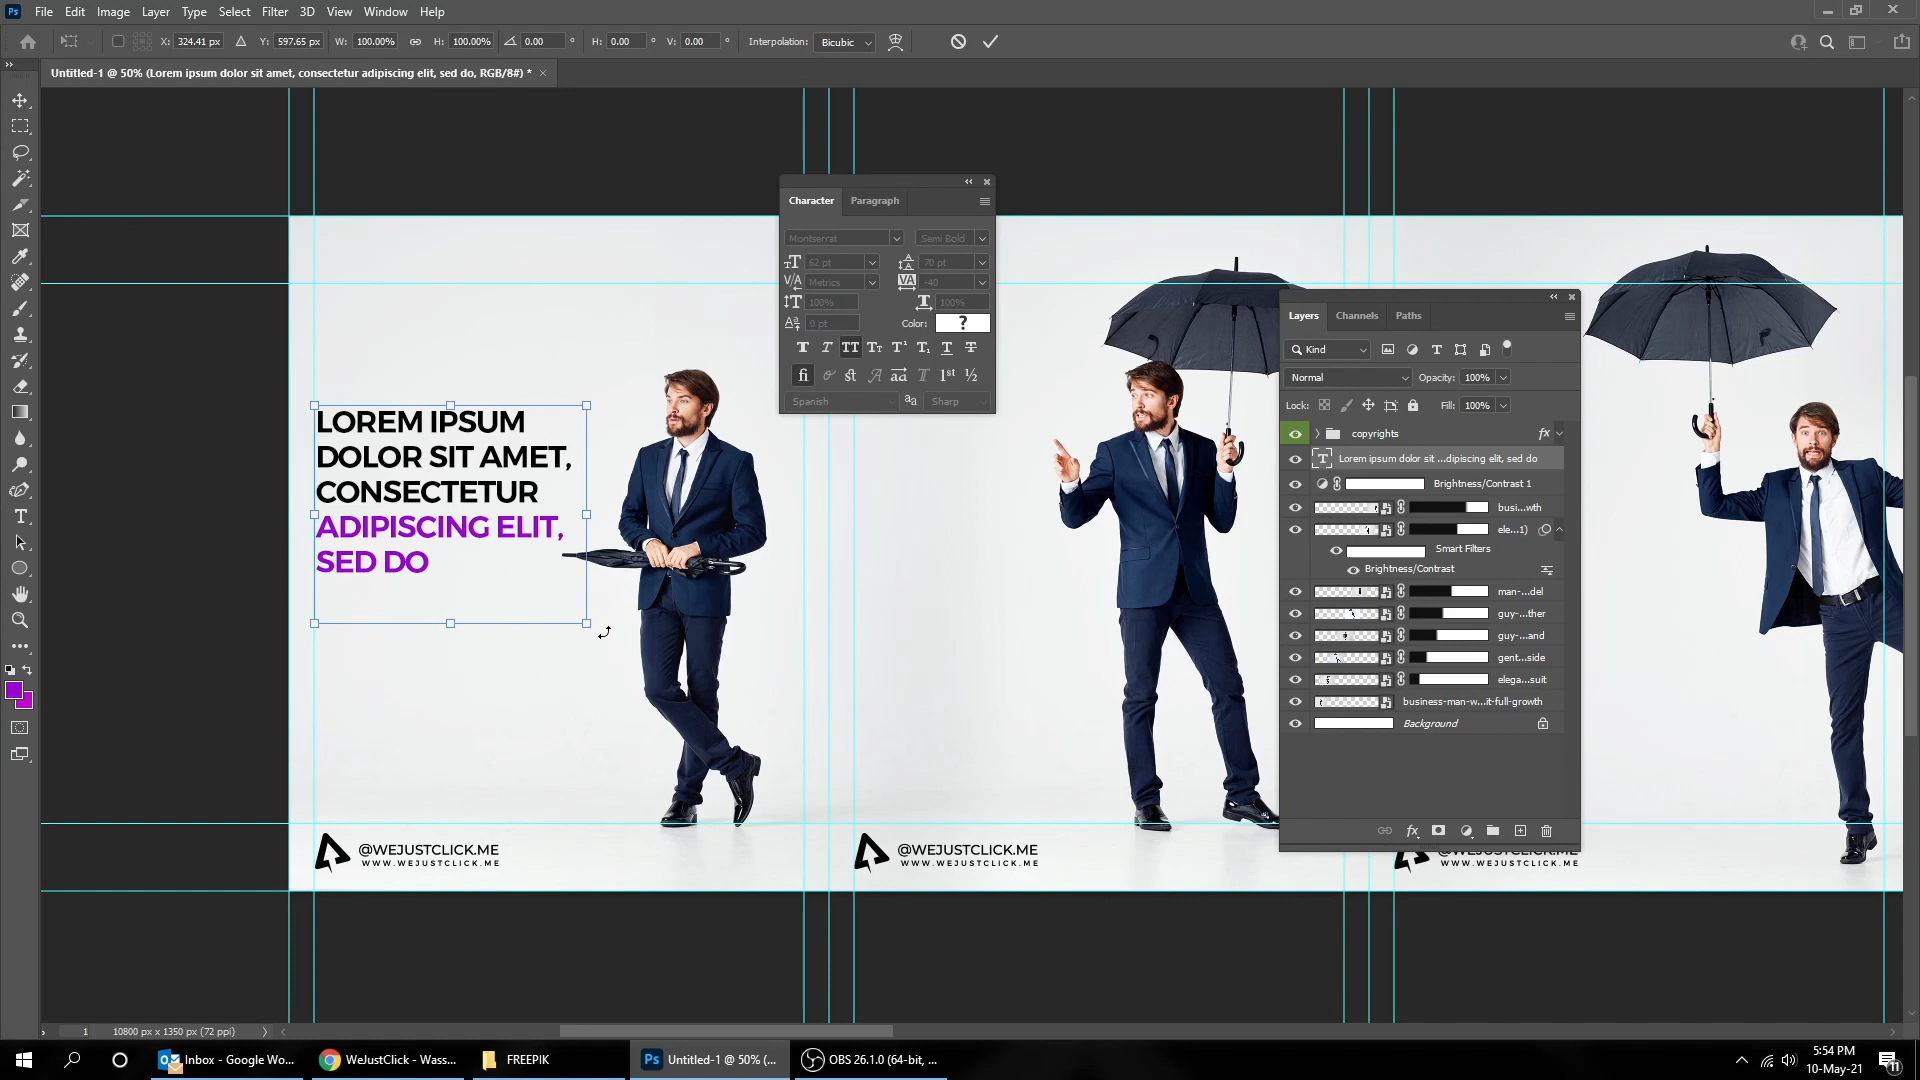 Ps File Edit Image Layer Type Select Filter 3D View Window Help
X: 324.41 px Y: 597.65 px W: 100.00% H: 100.00% 0.00 ° H: 0.00 ° V: 0.00 ° Interpolation: Bicubic
Untitled-1 @ 50% (Lorem ipsum dolor sit amet, consectetur adipiscing elit, sed do, RGB/8#) * ×
Character Paragraph
Montserrat Semi Bold
62 pt 70 pt
Metrics -40
100% 100%
0 pt Color: ?
Spanish Sharp
Layers Channels Paths
Kind
Normal Opacity: 100%
Lock: Fill: 100%
copyrights fx
Lorem ipsum dolor sit ...dipiscing elit, sed do
Brightness/Contrast 1
busi...wth
ele...1)
Smart Filters
Brightness/Contrast
man-...del
guy-...ther
guy-...and
gent...side
elega...suit
business-man-w...it-full-growth
Background
LOREM IPSUM
DOLOR SIT AMET,
CONSECTETUR
ADIPISCING ELIT,
SED DO
@WEJUSTCLICK.ME
WWW.WEJUSTCLICK.ME
@WEJUSTCLICK.ME
WWW.WEJUSTCLICK.ME
@WEJUSTCLICK.ME
WWW.WEJUSTCLICK.ME
1 10800 px x 1350 px (72 ppi)
Inbox - Google Wo...
WeJustClick - Wass...
FREEPIK
Ps Untitled-1 @ 50% (...
OBS 26.1.0 (64-bit, ...
5:54 PM
10-May-21
11